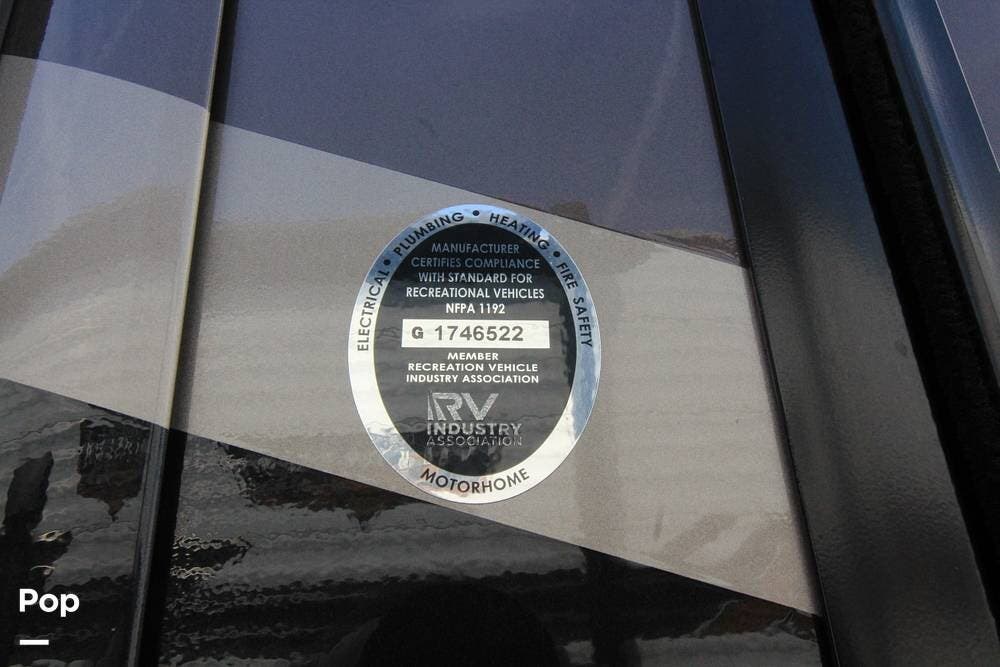 ELECTRICAL • PLUMBING • HEATING • FIRE SAFETY
MANUFACTURER
CERTIFIES COMPLIANCE
WITH STANDARD FOR
RECREATIONAL VEHICLES
NFPA 1192
G 1746522
MEMBER
RECREATION VEHICLE
INDUSTRY ASSOCIATION
RV
INDUSTRY
ASSOCIATION
MOTORHOME
Pop